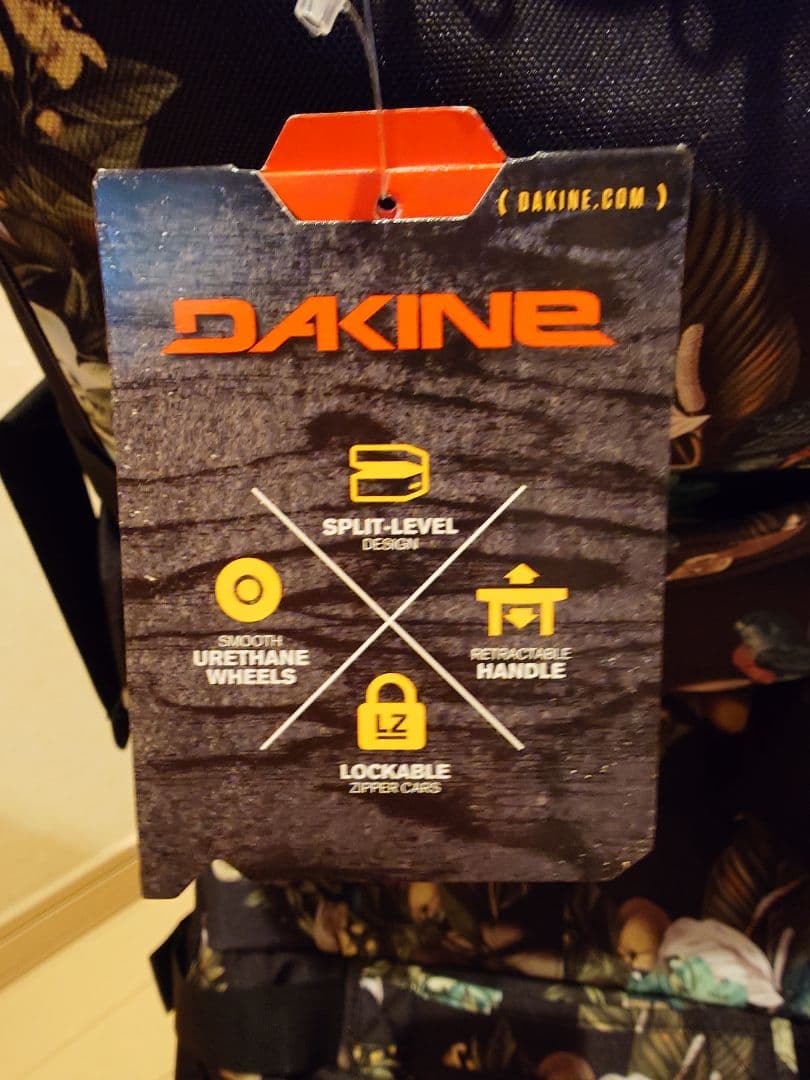 ( DAKINE.COM )
DAKINE
SPLIT-LEVEL
DESIGN
SMOOTH
URETHANE
WHEELS
RETRACTABLE
HANDLE
LZ
LOCKABLE
ZIPPER CARS